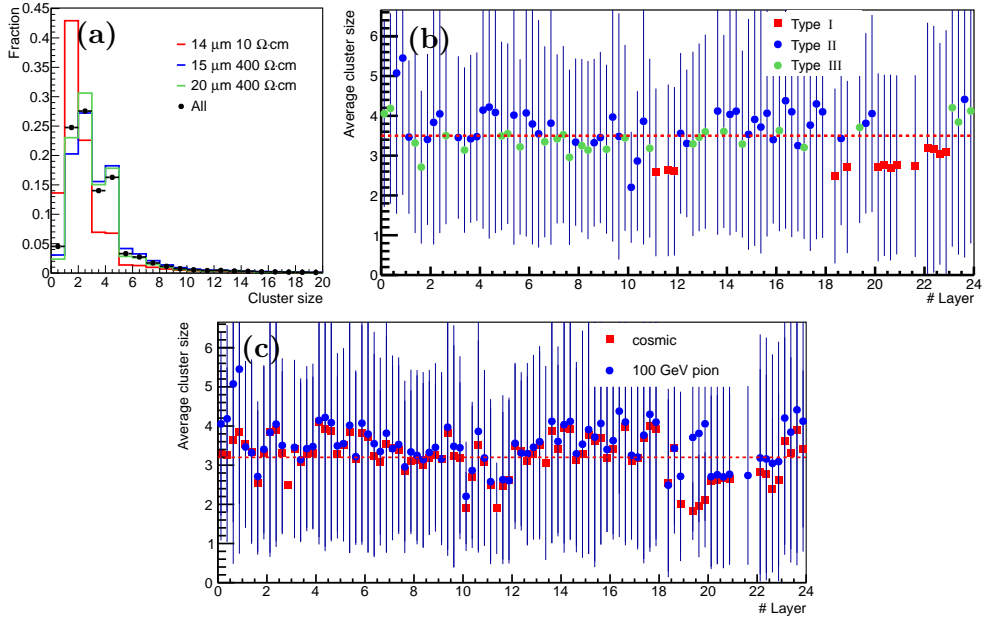 (a)
Fraction
0.45
0.4
0.35
0.3
0.25
0.2
0.15
0.1
0.05
0
14 μm 10 Ω·cm
15 μm 400 Ω·cm
20 μm 400 Ω·cm
All
0 2 4 6 8 10 12 14 16 18 20
Cluster size
(b)
Average cluster size
6
5
4
3
2
1
0
Type I
Type II
Type III
0 2 4 6 8 10 12 14 16 18 20 22 24
# Layer
(c)
Average cluster size
6
5
4
3
2
1
0
cosmic
100 GeV pion
0 2 4 6 8 10 12 14 16 18 20 22 24
# Layer